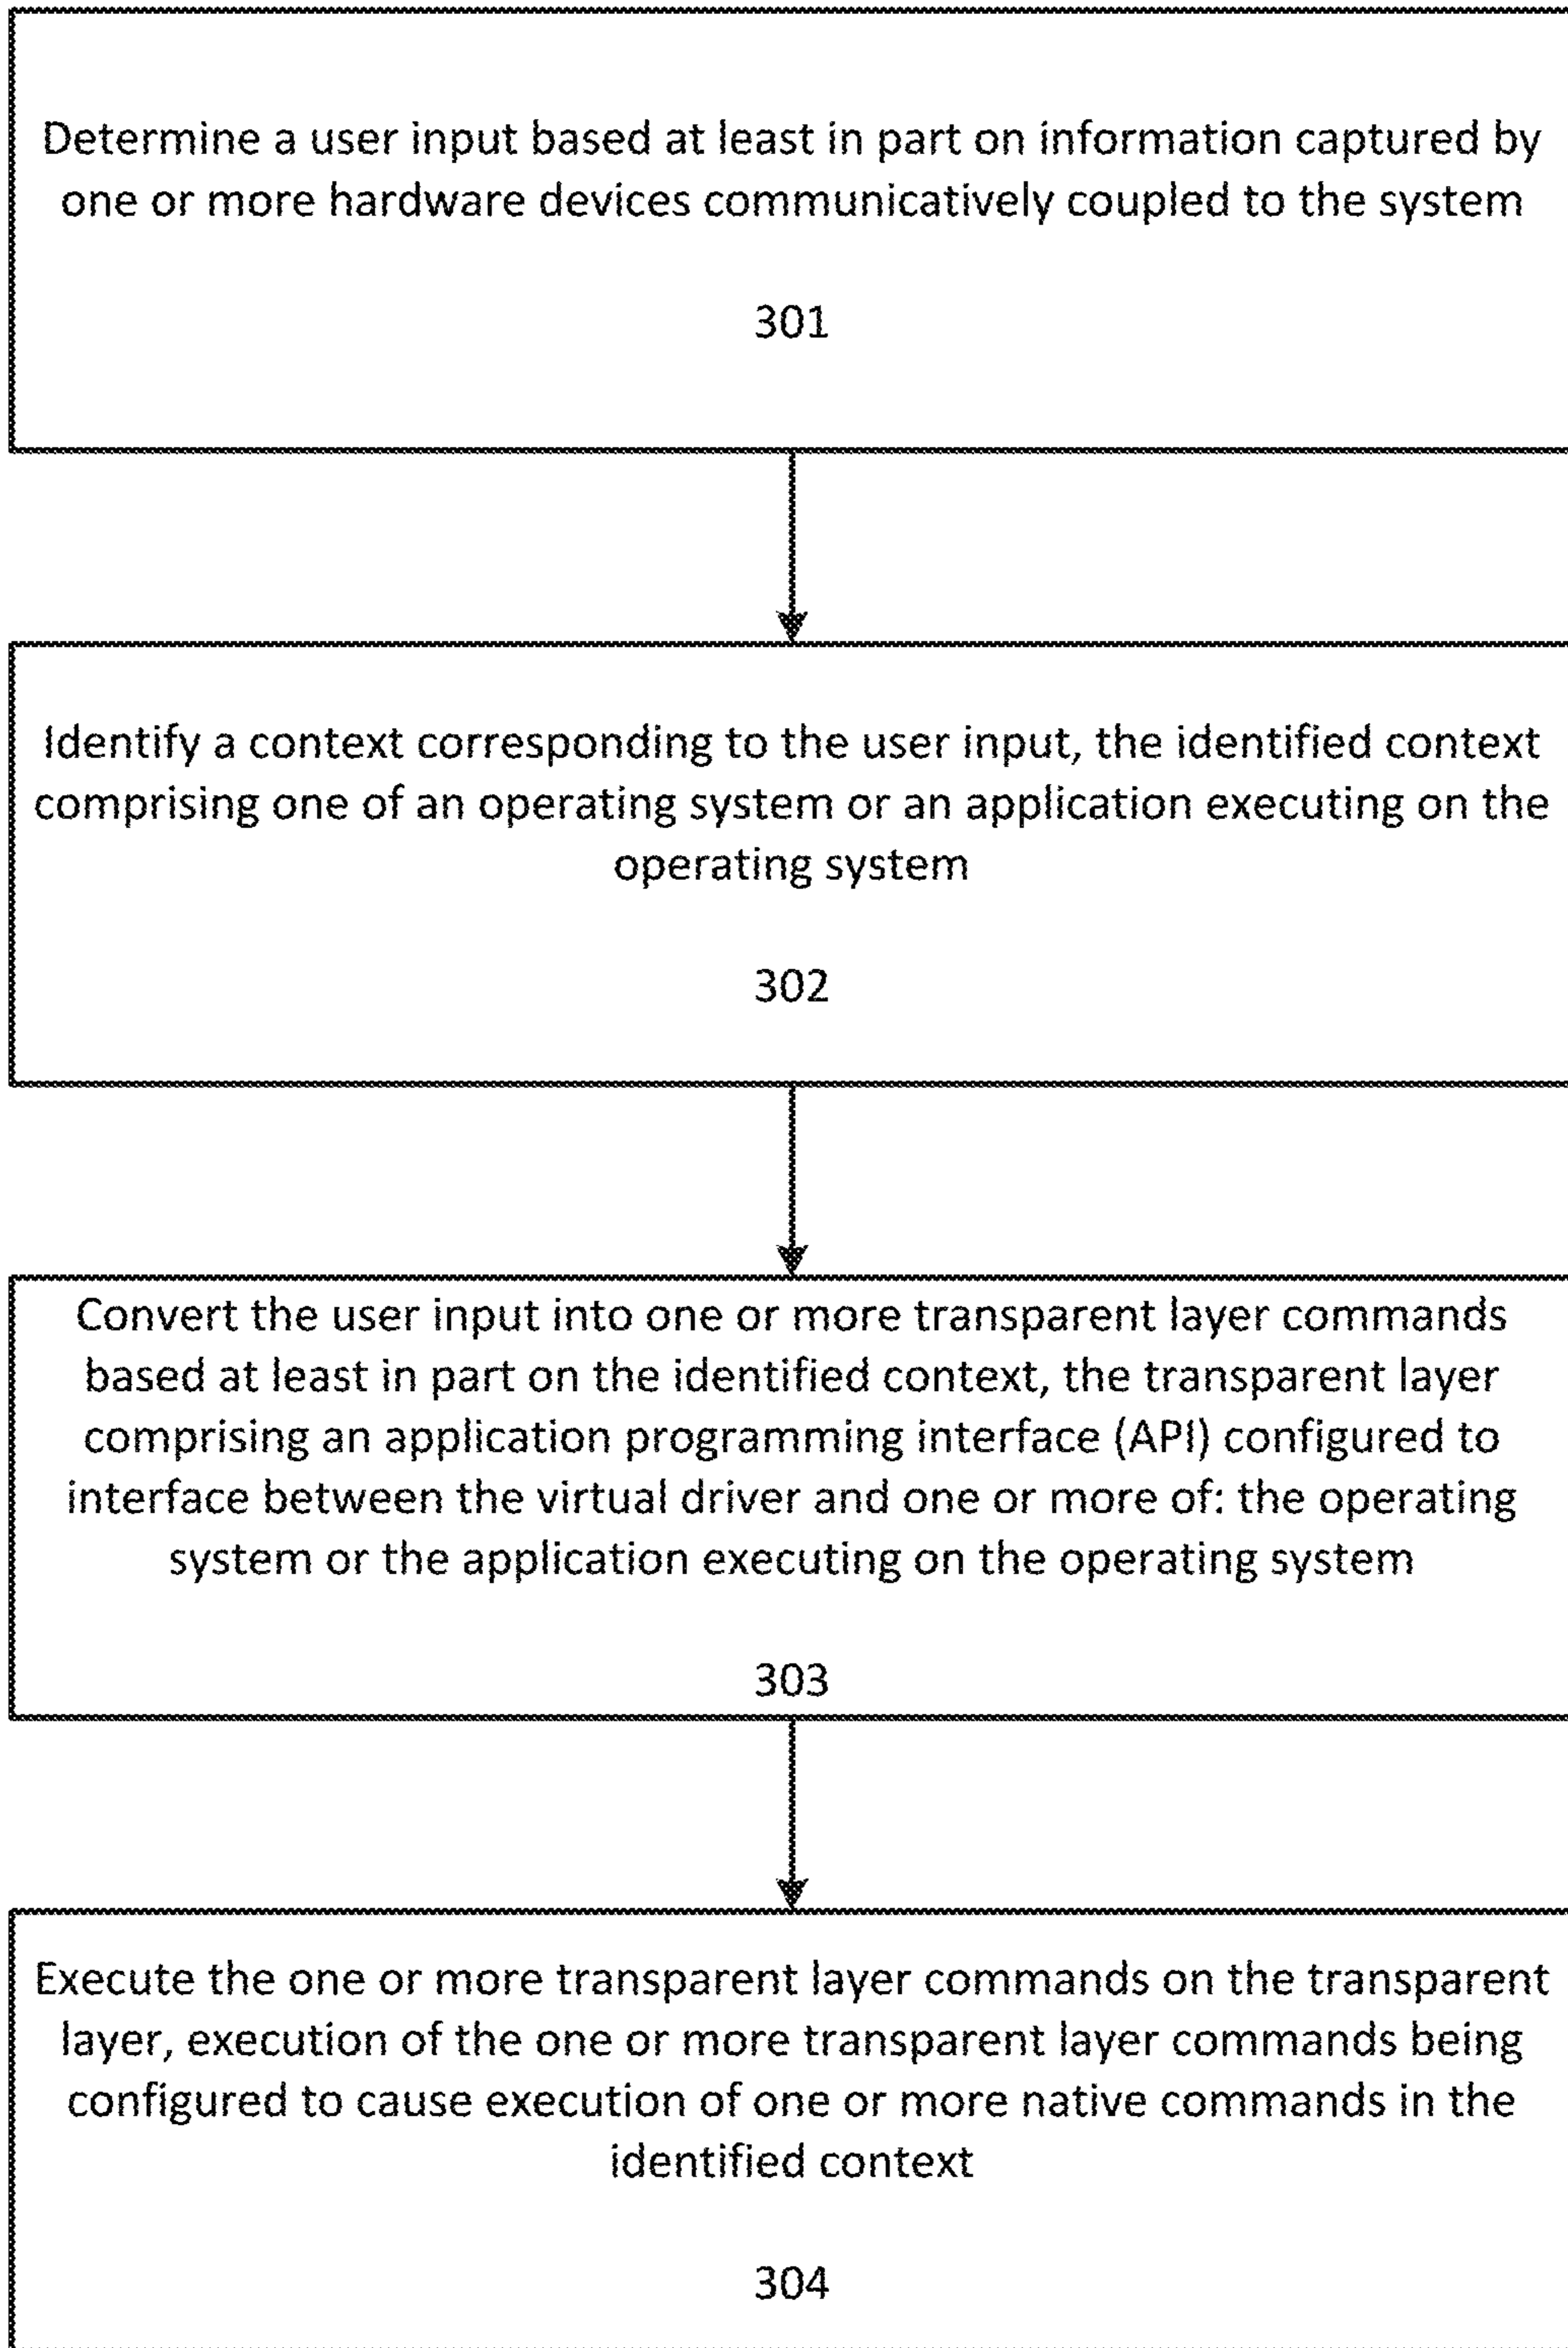 Determine a user input based at least in part on information captured by
one or more hardware devices communicatively coupled to the system
301
Identify a context corresponding to the user input, the identified context
comprising one of an operating system or an application executing on the
operating system
302
Convert the user input into one or more transparent layer commands
based at least in part on the identified context, the transparent layer
comprising an application programming interface (API) configured to
interface between the virtual driver and one or more of: the operating
system or the application executing on the operating system
303
Execute the one or more transparent layer commands on the transparent
layer, execution of the one or more transparent layer commands being
configured to cause execution of one or more native commands in the
identified context
304